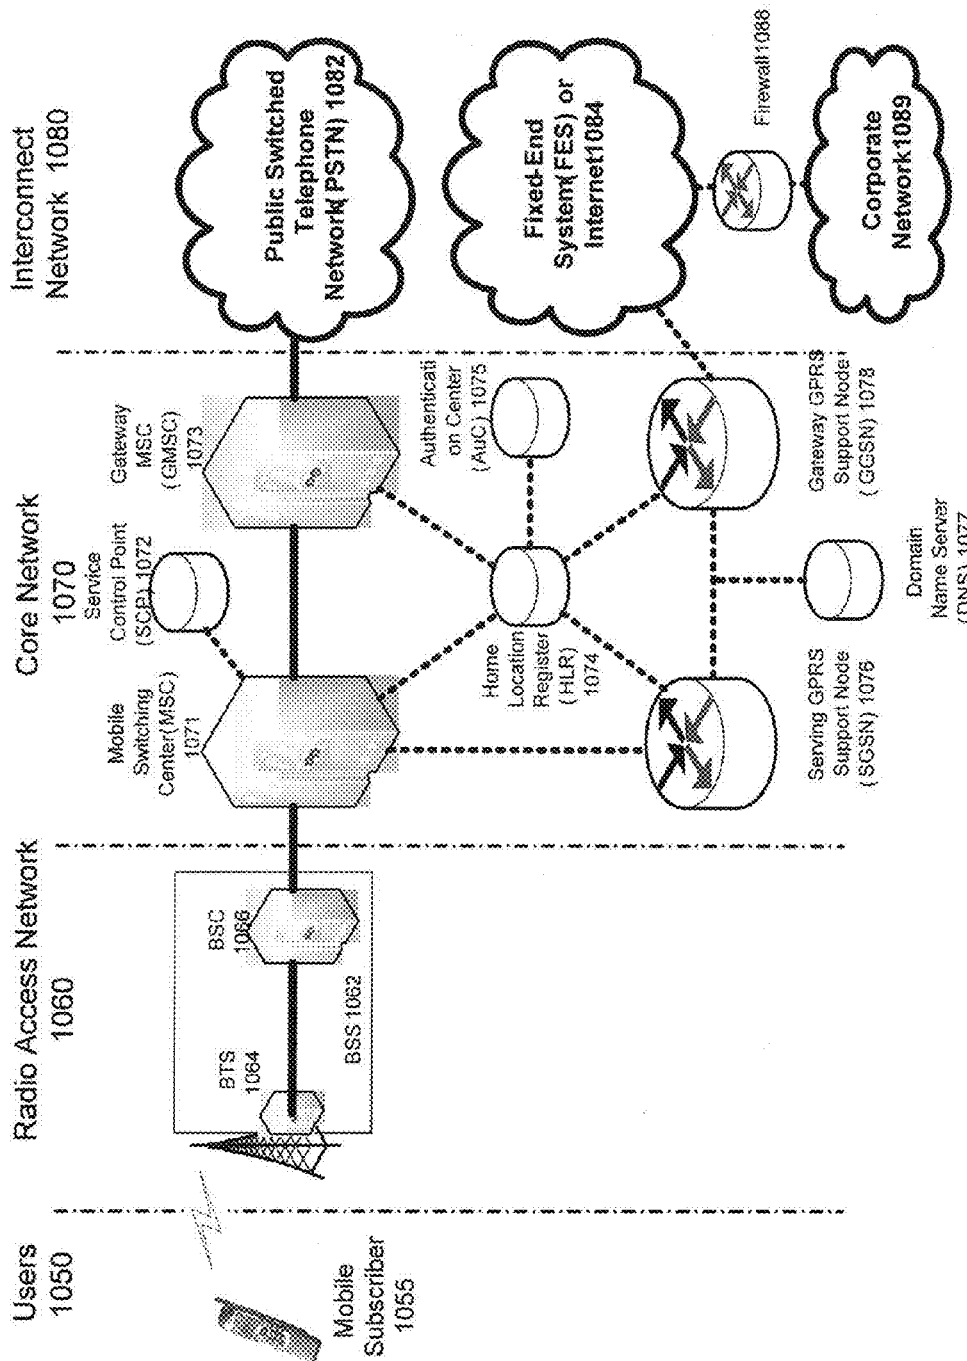 Users
1050
Radio Access Network
1060
Core Network
1070
Interconnect
Network 1080
Mobile
Subscriber
1055
BTS
1064
BSC
1066
BSS 1062
Mobile
Switching
Center(MSC)
1071
Service
Control Point
(SCP) 1072
Gateway
MSC
(GMSC)
1073
Home
Location
Register
(HLR)
1074
Authenticati
on Center
(AuC) 1075
Serving GPRS
Support Node
(SGSN) 1076
Domain
Name Server
(DNS) 1077
Gateway GPRS
Support Node
(GGSN) 1078
Public Switched
Telephone
Network(PSTN) 1082
Fixed-End
System(FES) or
Internet1084
Firewall1088
Corporate
Network1089